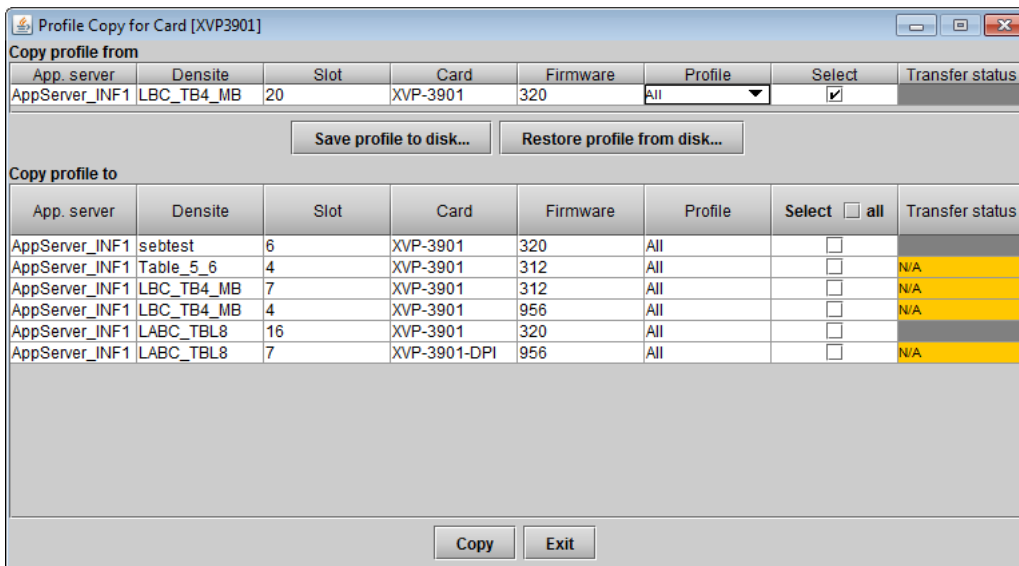 Profile Copy for Card [XVP3901]
Copy profile from
App. server Densite Slot Card Firmware Profile Select Transfer status
AppServer_INF1 LBC_TB4_MB 20 XVP-3901 320 All
Save profile to disk... Restore profile from disk...
Copy profile to
App. server Densite Slot Card Firmware Profile Select all Transfer status
AppServer_INF1 sebtest 6 XVP-3901 320 All
AppServer_INF1 Table_5_6 4 XVP-3901 312 All N/A
AppServer_INF1 LBC_TB4_MB 7 XVP-3901 312 All N/A
AppServer_INF1 LBC_TB4_MB 4 XVP-3901 956 All N/A
AppServer_INF1 LABC_TBL8 16 XVP-3901 320 All
AppServer_INF1 LABC_TBL8 7 XVP-3901-DPI 956 All N/A
Copy Exit